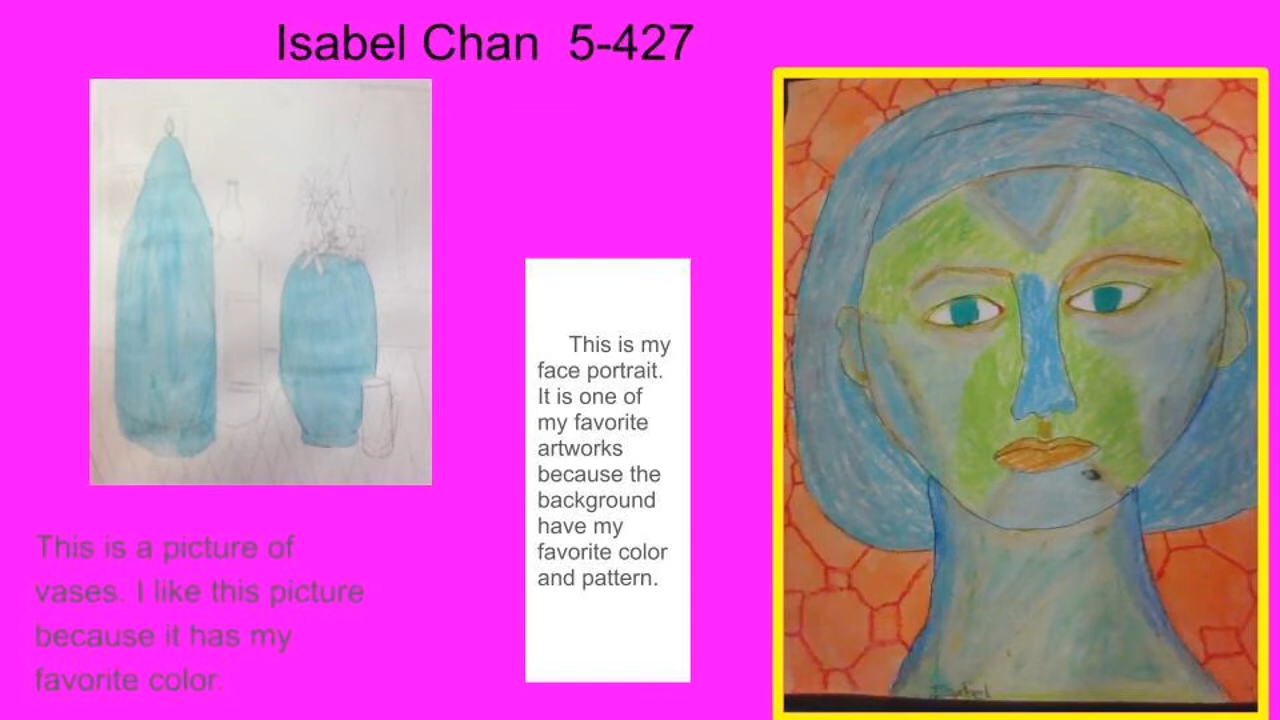 Isabel Chan 5-427
This is a picture of
vases. I like this picture
because it has my
favorite color.
This is my
face portrait.
It is one of
my favorite
artworks
because the
background
have my
favorite color
and pattern.